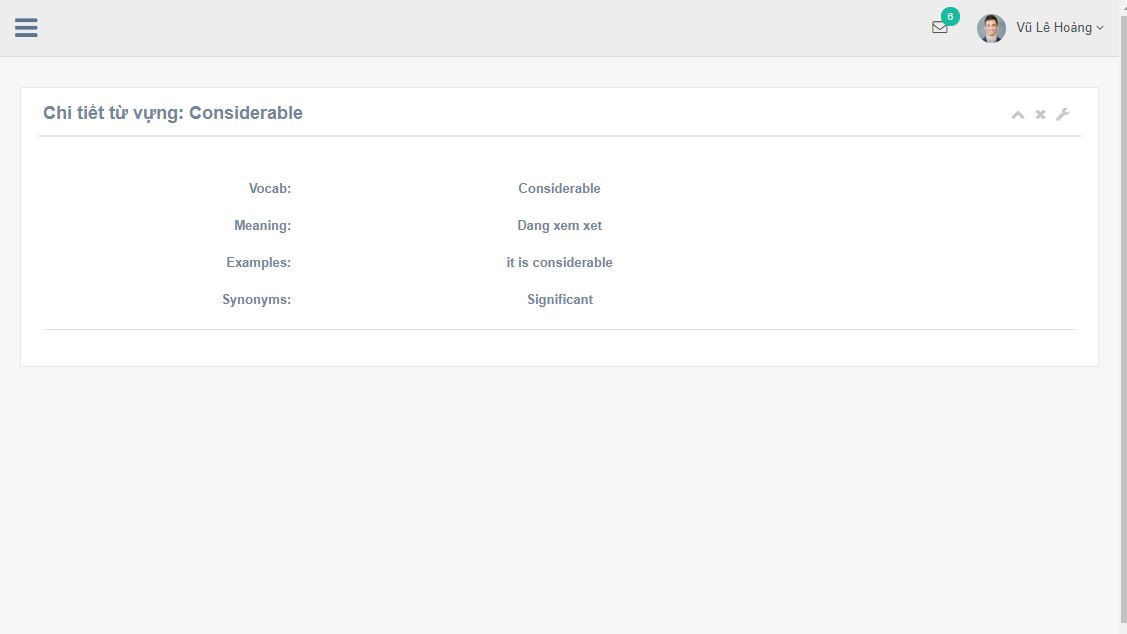 6
Vũ Lê Hoàng
Chi tiết từ vựng: Considerable
Vocab: Considerable
Meaning: Dang xem xet
Examples: it is considerable
Synonyms: Significant